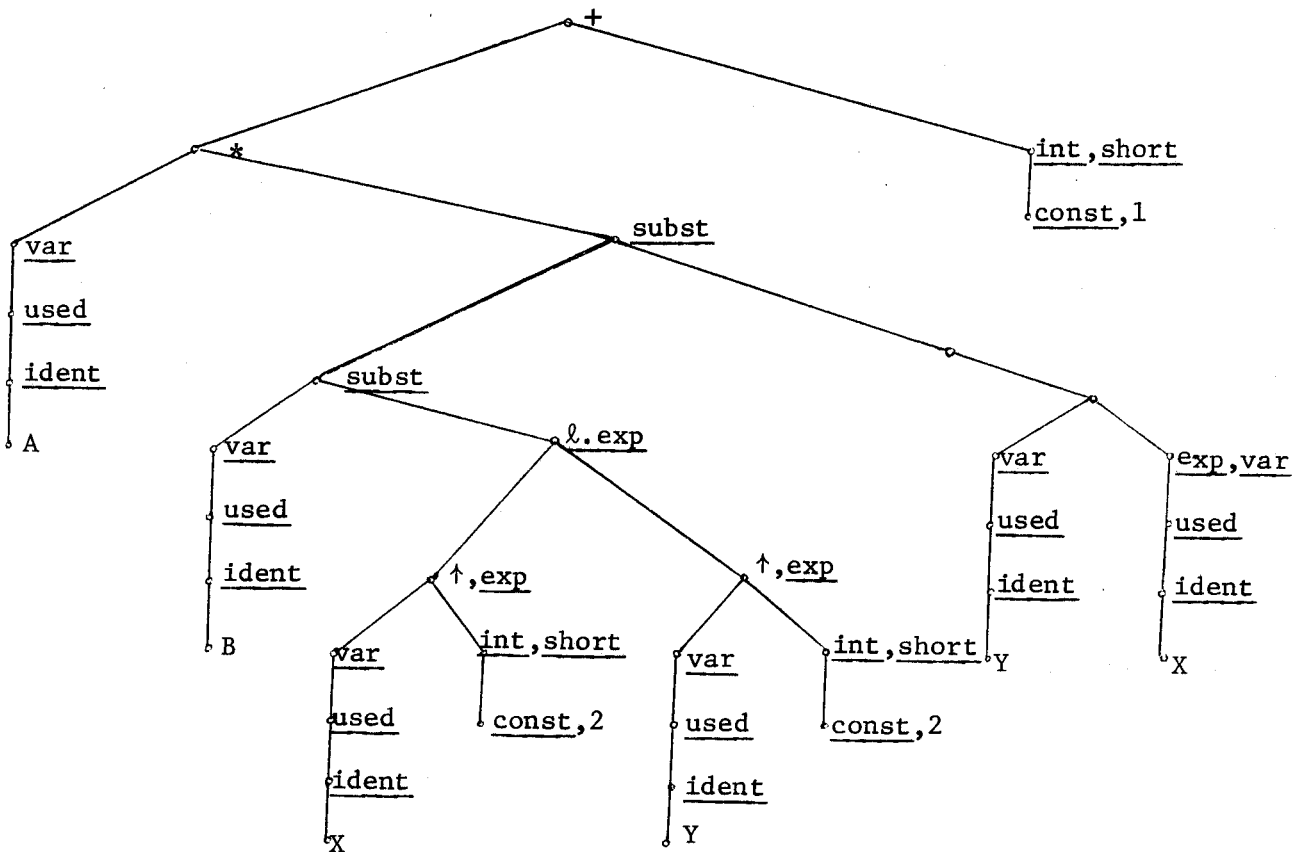 +
*
int,short
const,1
subst
var
used
ident
A
subst
var
used
ident
B
ℓ.exp
↑,exp
↑,exp
var
used
ident
X
int,short
const,2
var
used
ident
Y
int,short
const,2
var
used
ident
Y
exp,var
used
ident
X